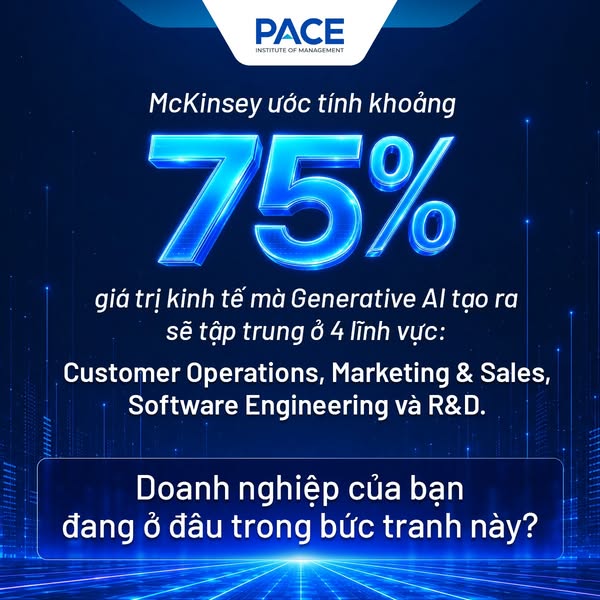 PACE
INSTITUTE OF MANAGEMENT
McKinsey ước tính khoảng
75%
giá trị kinh tế mà Generative AI tạo ra
sẽ tập trung ở 4 lĩnh vực:
Customer Operations, Marketing & Sales,
Software Engineering và R&D.
Doanh nghiệp của bạn
đang ở đâu trong bức tranh này?